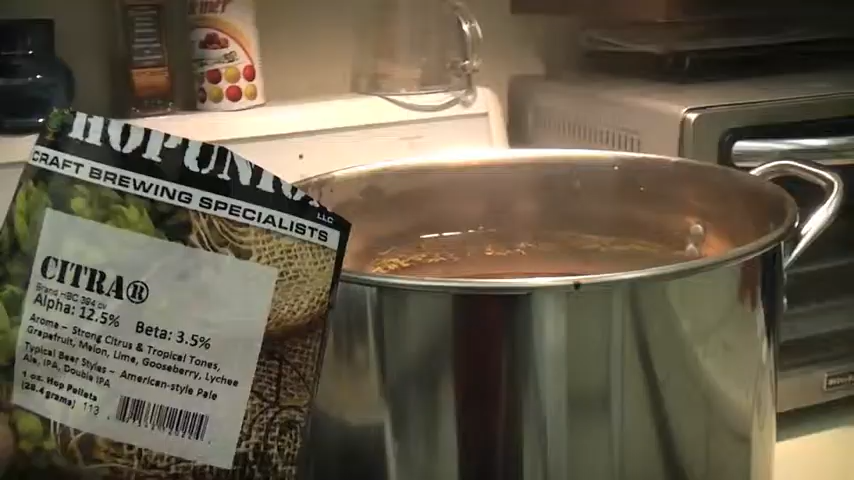 HOPUNION
LLC
CRAFT BREWING SPECIALISTS
CITRA®
Brand HBC 394 cv
Alpha: 12.5%
Beta: 3.5%
Aroma – Strong Citrus & Tropical Tones,
Grapefruit, Melon, Lime, Gooseberry, Lychee
Typical Beer Styles – American-style Pale
Ale, IPA, Double IPA
1 oz. Hop Pellets
(28.4 grams) 113